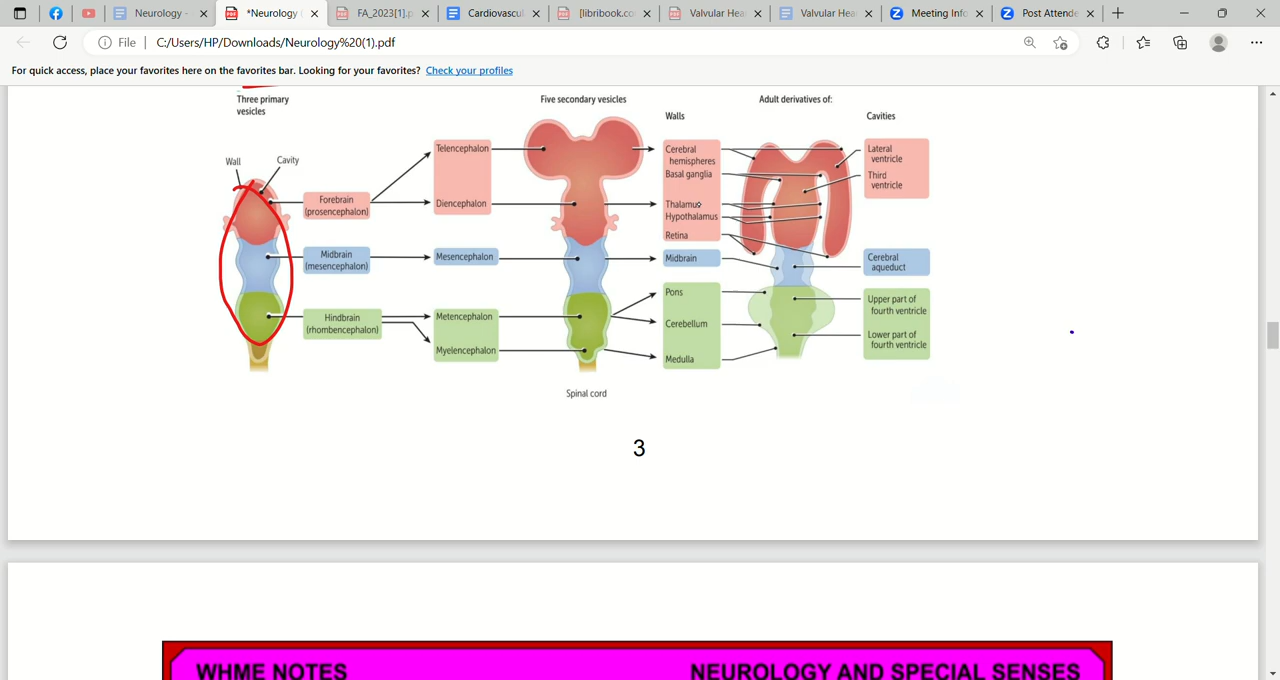 Neurology -
*Neurology (
FA_2023[1].p
Cardiovascu
[libribook.co
Valvular Hea
Valvular Hea
Meeting Info
Post Attende
File
C:/Users/HP/Downloads/Neurology%20(1).pdf
For quick access, place your favorites here on the favorites bar. Looking for your favorites? Check your profiles
Three primary
vesicles
Five secondary vesicles
Adult derivatives of:
Walls
Cavities
Wall
Cavity
Forebrain
(prosencephalon)
Midbrain
(mesencephalon)
Hindbrain
(rhombencephalon)
Telencephalon
Diencephalon
Mesencephalon
Metencephalon
Myelencephalon
Spinal cord
Cerebral
hemispheres
Basal ganglia
Thalamus
Hypothalamus
Retina
Midbrain
Pons
Cerebellum
Medulla
Lateral
ventricle
Third
ventricle
Cerebral
aqueduct
Upper part of
fourth ventricle
Lower part of
fourth ventricle
3
WHME NOTES
NEUROLOGY AND SPECIAL SENSES